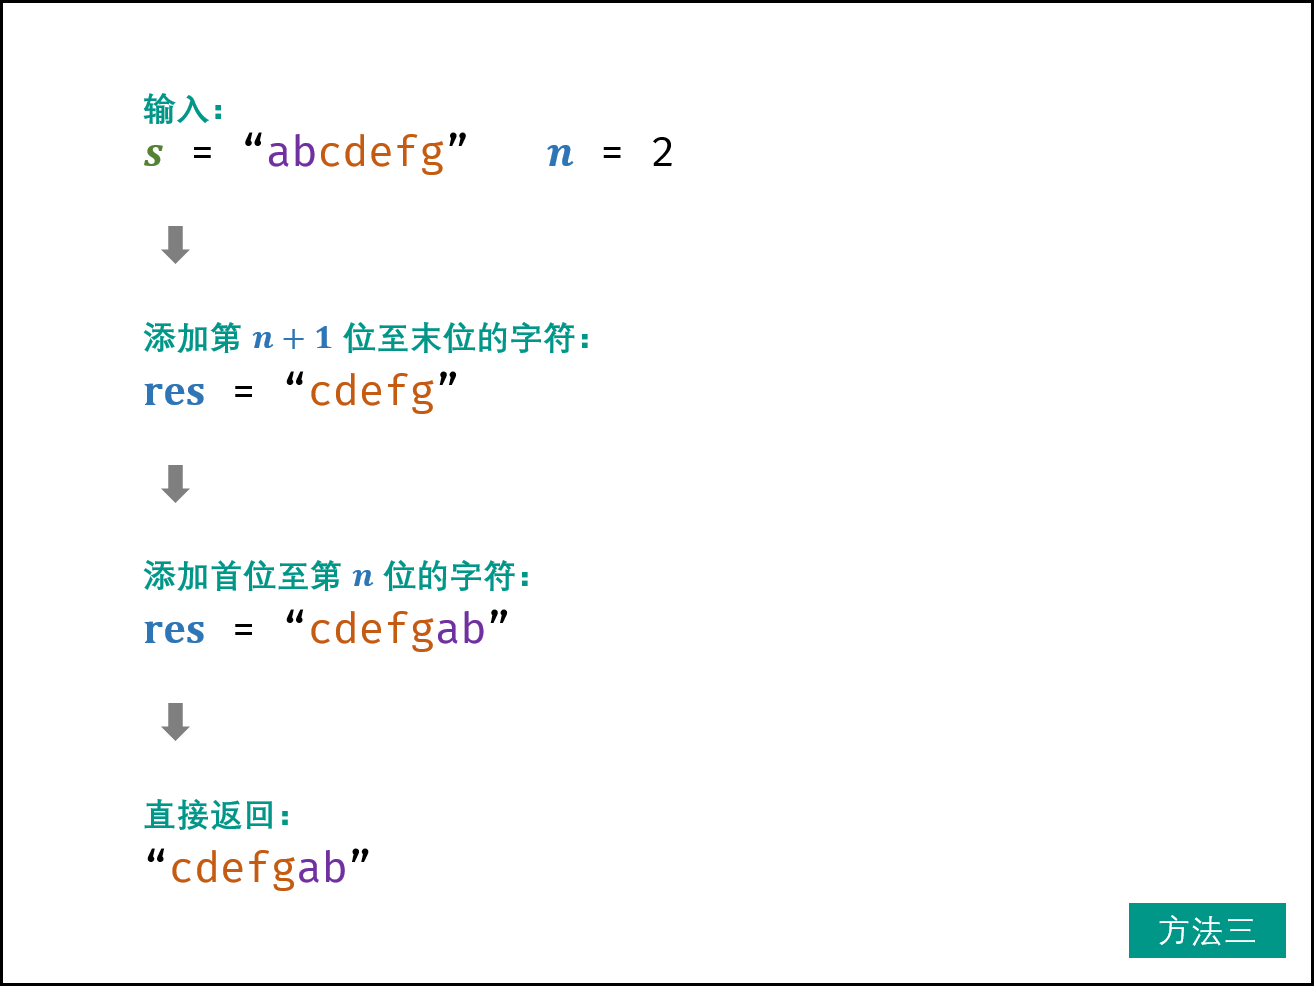 输入：
s = “abcdefg” n = 2
添加第 n + 1 位至末位的字符：
res = “cdefg”
添加首位至第 n 位的字符：
res = “cdefgab”
直接返回：
“cdefgab”
方法三